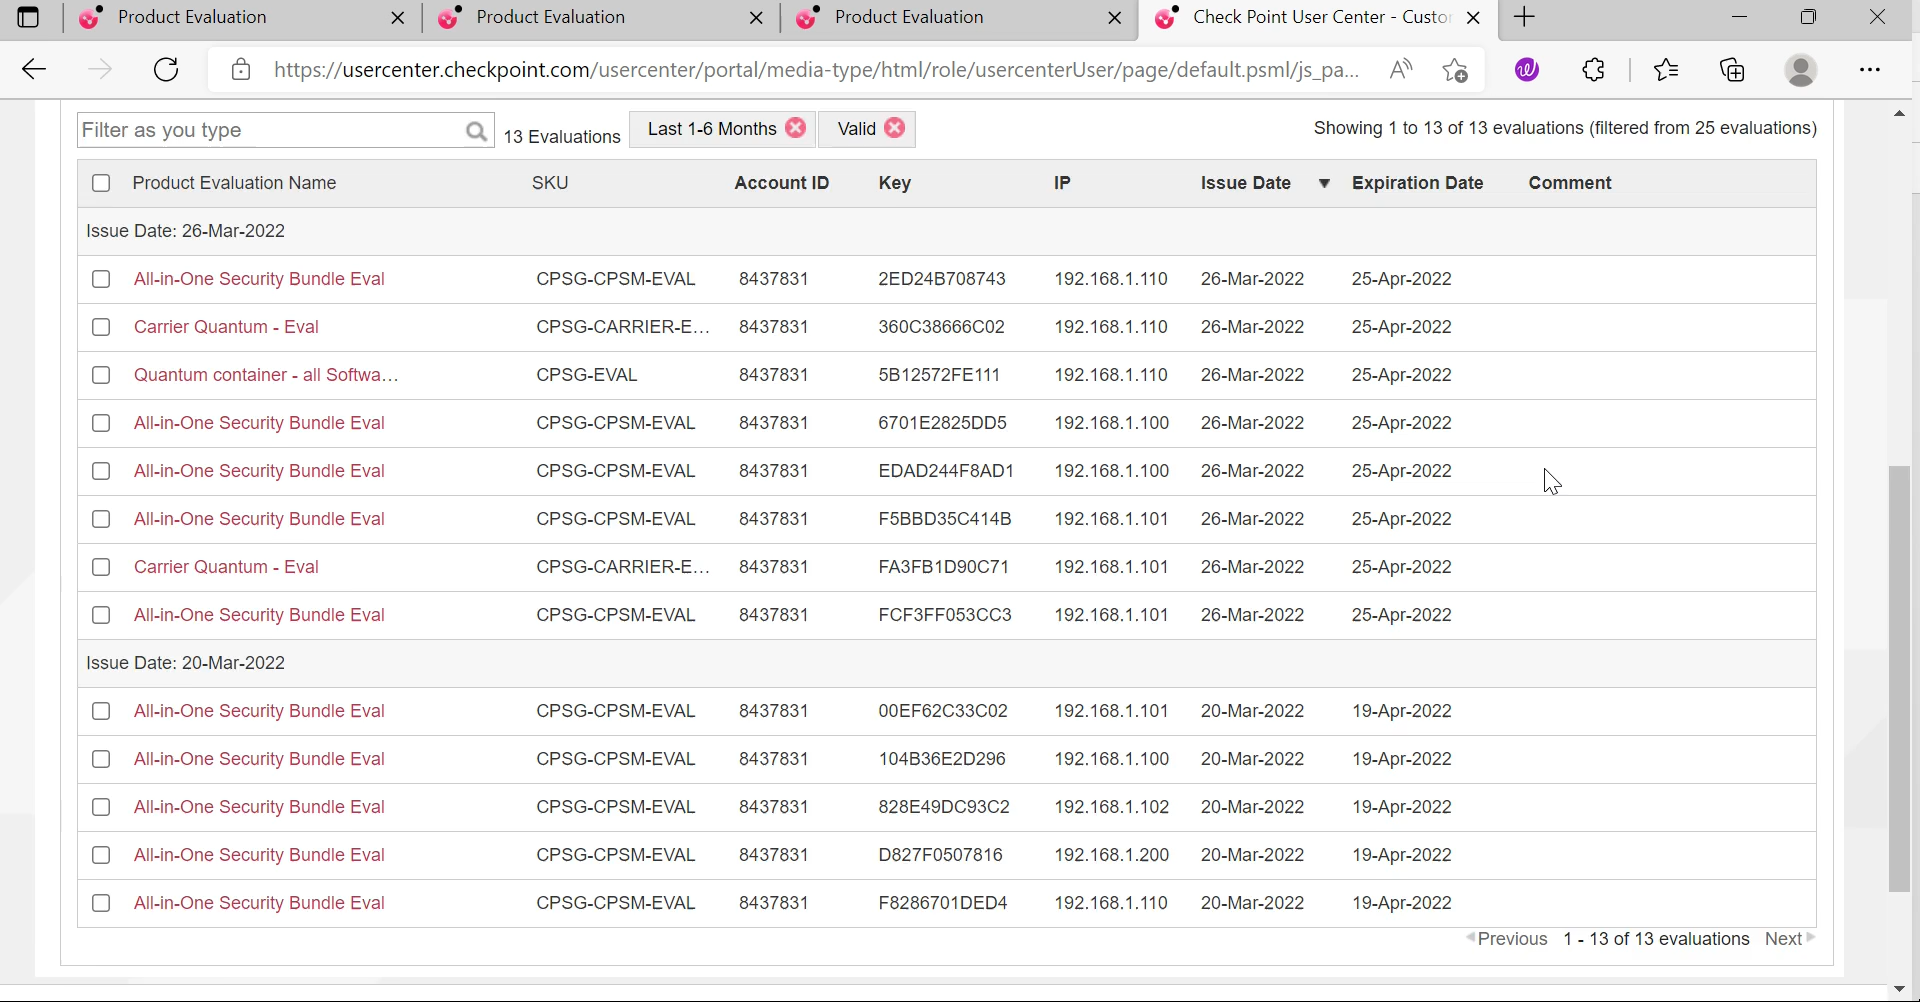 Product Evaluation Product Evaluation Product Evaluation Check Point User Center - Custo
https://usercenter.checkpoint.com/usercenter/portal/media-type/html/role/usercenterUser/page/default.psml/js_pa...
Filter as you type 13 Evaluations Last 1-6 Months Valid Showing 1 to 13 of 13 evaluations (filtered from 25 evaluations)
Product Evaluation Name SKU Account ID Key IP Issue Date Expiration Date Comment
Issue Date: 26-Mar-2022
All-in-One Security Bundle Eval CPSG-CPSM-EVAL 8437831 2ED24B708743 192.168.1.110 26-Mar-2022 25-Apr-2022
Carrier Quantum - Eval CPSG-CARRIER-E... 8437831 360C38666C02 192.168.1.110 26-Mar-2022 25-Apr-2022
Quantum container - all Softwa... CPSG-EVAL 8437831 5B12572FE111 192.168.1.110 26-Mar-2022 25-Apr-2022
All-in-One Security Bundle Eval CPSG-CPSM-EVAL 8437831 6701E2825DD5 192.168.1.100 26-Mar-2022 25-Apr-2022
All-in-One Security Bundle Eval CPSG-CPSM-EVAL 8437831 EDAD244F8AD1 192.168.1.100 26-Mar-2022 25-Apr-2022
All-in-One Security Bundle Eval CPSG-CPSM-EVAL 8437831 F5BBD35C414B 192.168.1.101 26-Mar-2022 25-Apr-2022
Carrier Quantum - Eval CPSG-CARRIER-E... 8437831 FA3FB1D90C71 192.168.1.101 26-Mar-2022 25-Apr-2022
All-in-One Security Bundle Eval CPSG-CPSM-EVAL 8437831 FCF3FF053CC3 192.168.1.101 26-Mar-2022 25-Apr-2022
Issue Date: 20-Mar-2022
All-in-One Security Bundle Eval CPSG-CPSM-EVAL 8437831 00EF62C33C02 192.168.1.101 20-Mar-2022 19-Apr-2022
All-in-One Security Bundle Eval CPSG-CPSM-EVAL 8437831 104B36E2D296 192.168.1.100 20-Mar-2022 19-Apr-2022
All-in-One Security Bundle Eval CPSG-CPSM-EVAL 8437831 828E49DC93C2 192.168.1.102 20-Mar-2022 19-Apr-2022
All-in-One Security Bundle Eval CPSG-CPSM-EVAL 8437831 D827F0507816 192.168.1.200 20-Mar-2022 19-Apr-2022
All-in-One Security Bundle Eval CPSG-CPSM-EVAL 8437831 F8286701DED4 192.168.1.110 20-Mar-2022 19-Apr-2022
Previous 1 - 13 of 13 evaluations Next